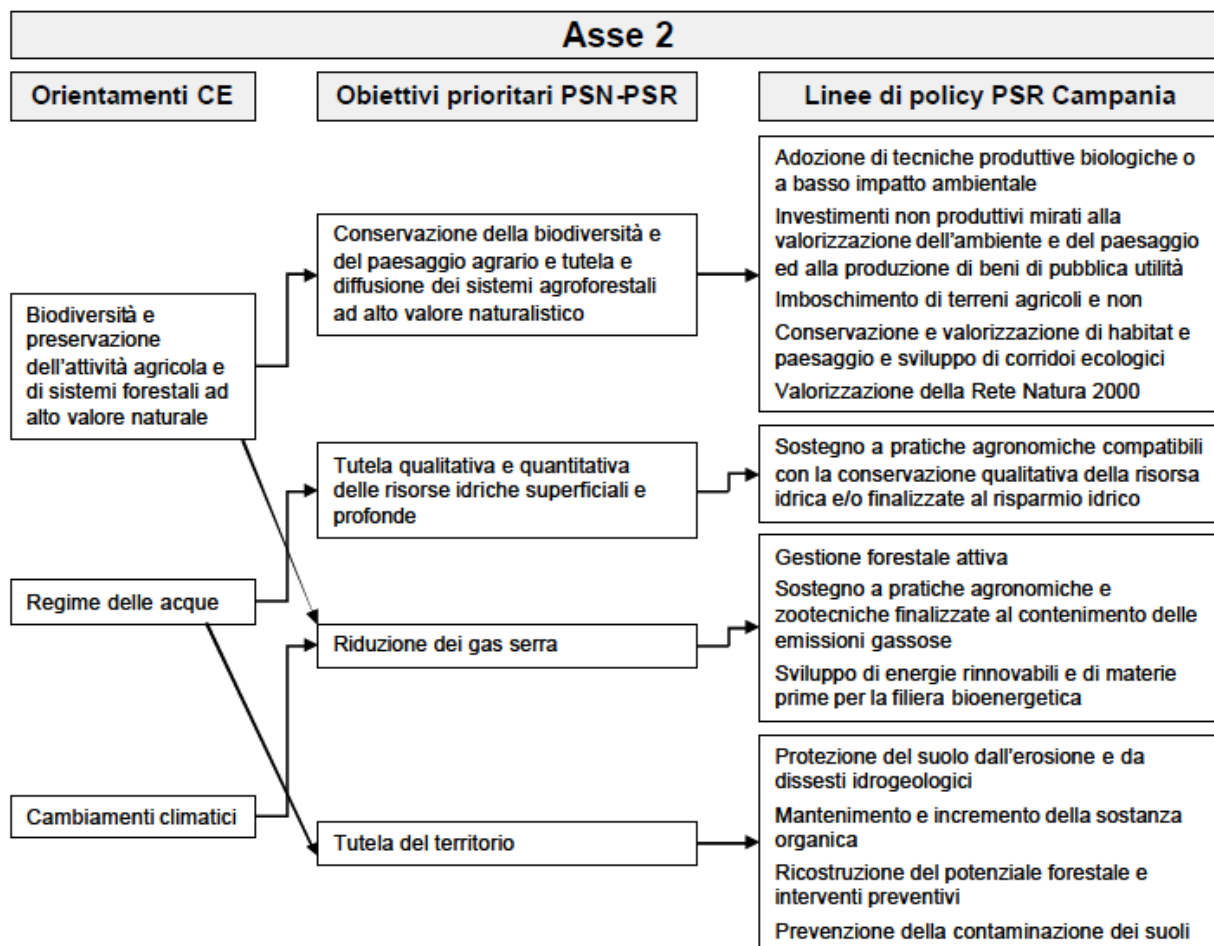 Asse 2
Orientamenti CE
Obiettivi prioritari PSN-PSR
Linee di policy PSR Campania
Biodiversità e
preservazione
dell'attività agricola e
di sistemi forestali ad
alto valore naturale
Regime delle acque
Cambiamenti climatici
Conservazione della biodiversità e
del paesaggio agrario e tutela e
diffusione dei sistemi agroforestali
ad alto valore naturalistico
Tutela qualitativa e quantitativa
delle risorse idriche superficiali e
profonde
Riduzione dei gas serra
Tutela del territorio
Adozione di tecniche produttive biologiche o
a basso impatto ambientale
Investimenti non produttivi mirati alla
valorizzazione dell'ambiente e del paesaggio
ed alla produzione di beni di pubblica utilità
Imboschimento di terreni agricoli e non
Conservazione e valorizzazione di habitat e
paesaggio e sviluppo di corridoi ecologici
Valorizzazione della Rete Natura 2000
Sostegno a pratiche agronomiche compatibili
con la conservazione qualitativa della risorsa
idrica e/o finalizzate al risparmio idrico
Gestione forestale attiva
Sostegno a pratiche agronomiche e
zootecniche finalizzate al contenimento delle
emissioni gassose
Sviluppo di energie rinnovabili e di materie
prime per la filiera bioenergetica
Protezione del suolo dall'erosione e da
dissesti idrogeologici
Mantenimento e incremento della sostanza
organica
Ricostruzione del potenziale forestale e
interventi preventivi
Prevenzione della contaminazione dei suoli